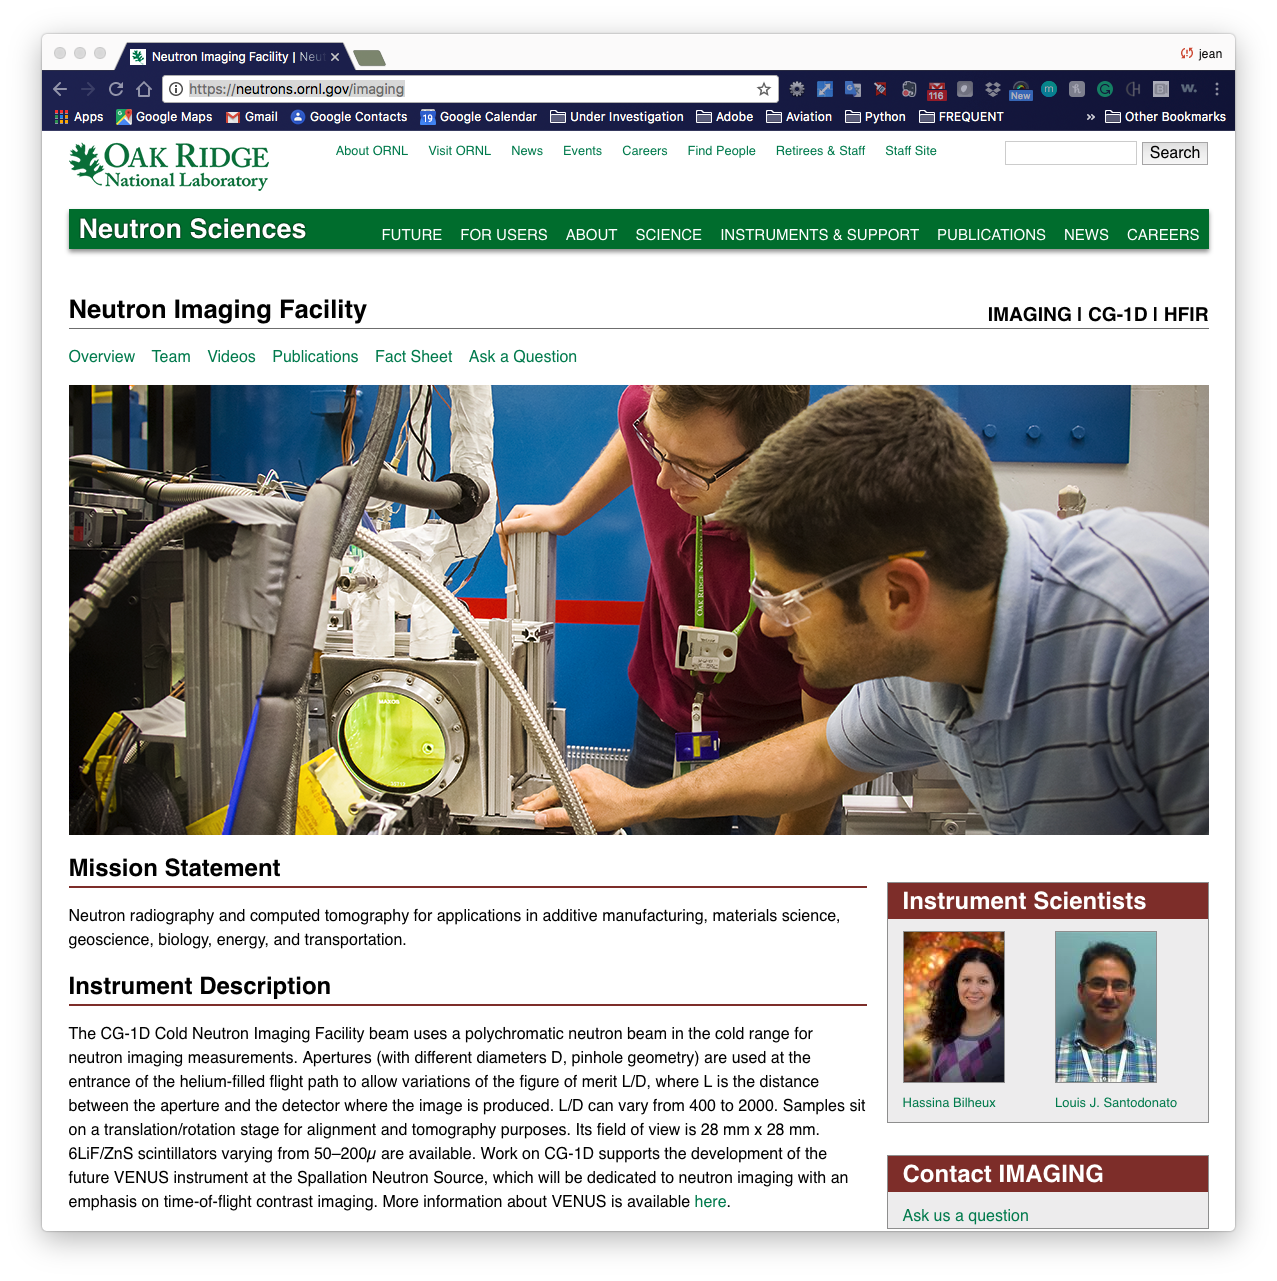 Neutron Imaging Facility | Neu
jean
https://neutrons.ornl.gov/imaging
116
New
Apps
Google Maps
Gmail
Google Contacts
19
Google Calendar
Under Investigation
Adobe
Aviation
Python
FREQUENT
»
Other Bookmarks
OAK RIDGE
National Laboratory
About ORNL
Visit ORNL
News
Events
Careers
Find People
Retirees & Staff
Staff Site
Search
Neutron Sciences
FUTURE
FOR USERS
ABOUT
SCIENCE
INSTRUMENTS & SUPPORT
PUBLICATIONS
NEWS
CAREERS
Neutron Imaging Facility
IMAGING | CG-1D | HFIR
Overview
Team
Videos
Publications
Fact Sheet
Ask a Question
OAK RIDGE NATION
Mission Statement
Neutron radiography and computed tomography for applications in additive manufacturing, materials science,
geoscience, biology, energy, and transportation.
Instrument Description
The CG-1D Cold Neutron Imaging Facility beam uses a polychromatic neutron beam in the cold range for
neutron imaging measurements. Apertures (with different diameters D, pinhole geometry) are used at the
entrance of the helium-filled flight path to allow variations of the figure of merit L/D, where L is the distance
between the aperture and the detector where the image is produced. L/D can vary from 400 to 2000. Samples sit
on a translation/rotation stage for alignment and tomography purposes. Its field of view is 28 mm x 28 mm.
6LiF/ZnS scintillators varying from 50–200μ are available. Work on CG-1D supports the development of the
future VENUS instrument at the Spallation Neutron Source, which will be dedicated to neutron imaging with an
emphasis on time-of-flight contrast imaging. More information about VENUS is available here.
Instrument Scientists
Hassina Bilheux
Louis J. Santodonato
Contact IMAGING
Ask us a question